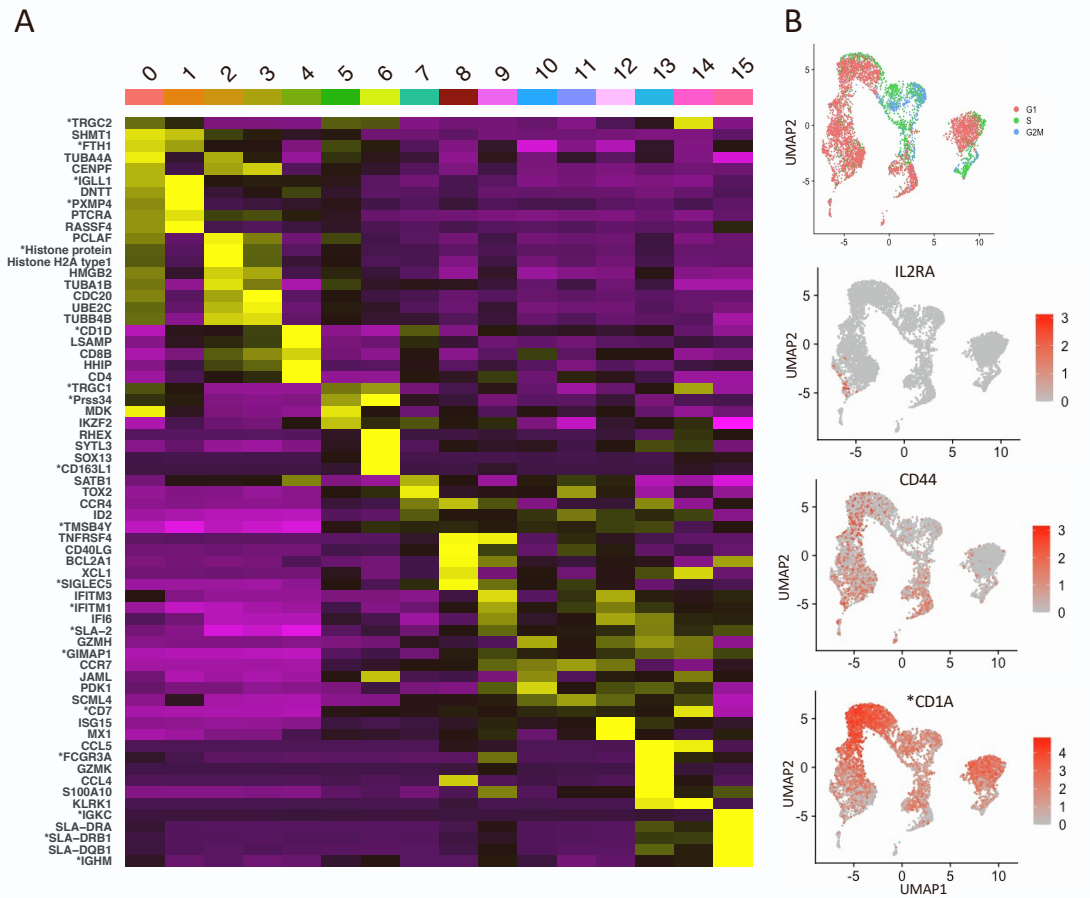 A
0 1 2 3 4 5 6 7 8 9 10 11 12 13 14 15
*TRGC2
SHMT1
*FTH1
TUBA4A
CENPF
*IGLL1
DNTT
*PXMP4
PTCRA
RASSF4
PCLAF
*Histone protein
Histone H2A type1
HMGB2
TUBA1B
CDC20
UBE2C
TUBB4B
*CD1D
LSAMP
CD8B
HHIP
CD4
*TRGC1
*Prss34
MDK
IKZF2
RHEX
SYTL3
SOX13
*CD163L1
SATB1
TOX2
CCR4
ID2
*TMSB4Y
TNFRSF4
CD40LG
BCL2A1
XCL1
*SIGLEC5
IFITM3
*IFITM1
IFI6
*SLA−2
GZMH
*GIMAP1
CCR7
JAML
PDK1
SCML4
*CD7
ISG15
MX1
CCL5
*FCGR3A
GZMK
CCL4
S100A10
KLRK1
*IGKC
SLA−DRA
*SLA−DRB1
SLA−DQB1
*IGHM
B
UMAP2
5
0
-5
-5 0 5 10
G1
S
G2M
IL2RA
UMAP2
5
0
-5
-5 0 5 10
3
2
1
0
CD44
UMAP2
5
0
-5
-5 0 5 10
3
2
1
0
*CD1A
UMAP2
5
0
-5
-5 0 5 10
UMAP1
4
3
2
1
0